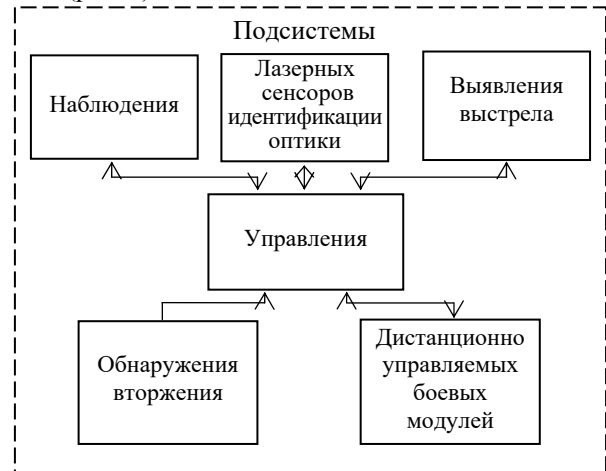 Подсистемы
Наблюдения
Лазерных
сенсоров
идентификации
оптики
Выявления
выстрела
Управления
Обнаружения
вторжения
Дистанционно
управляемых
боевых
модулей